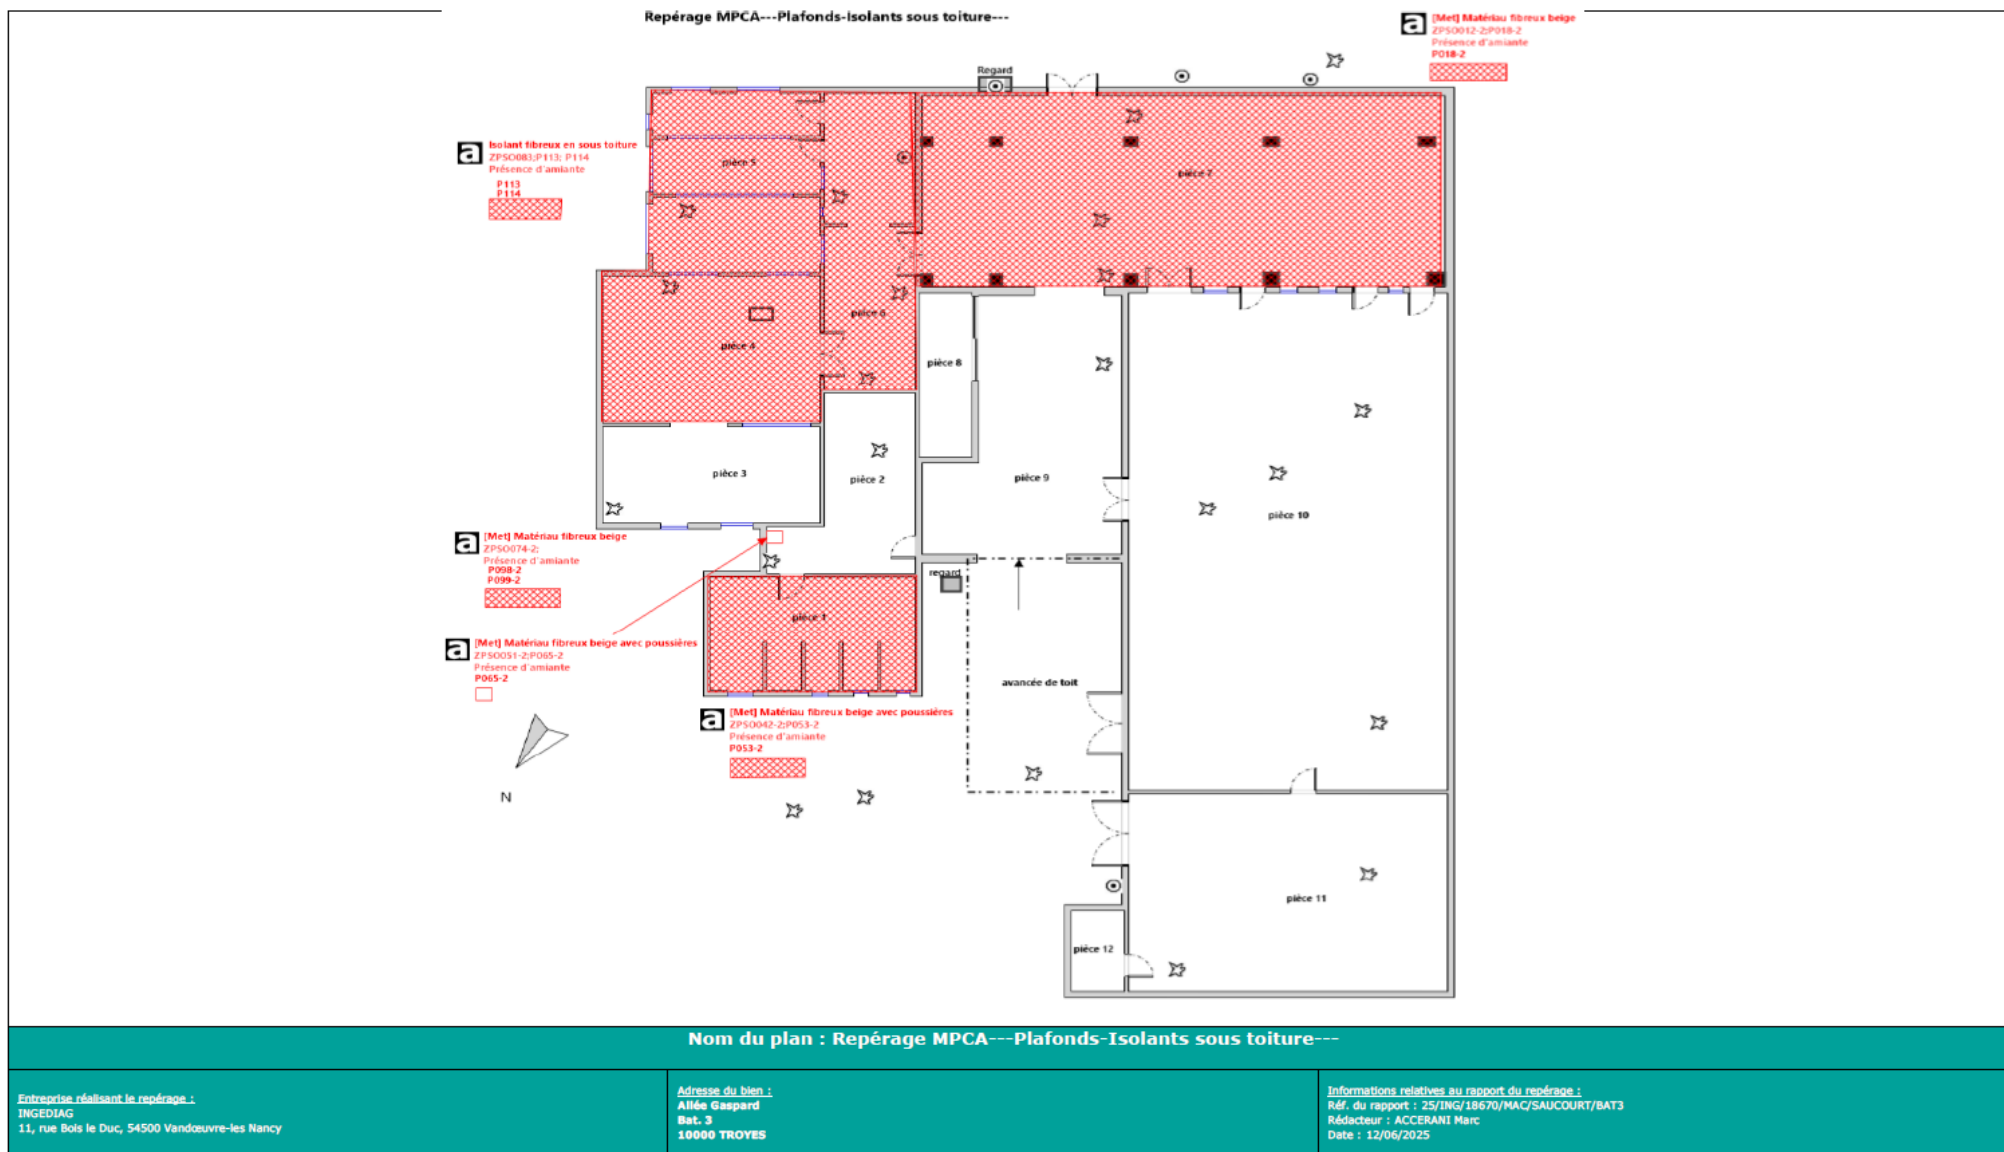 Repérage MPCA---Plafonds-Isolants sous toiture---
a
[Met] Matériau fibreux beige
ZPSO012-2;P018-2
Présence d'amiante
P018-2
Regard
a
Isolant fibreux en sous toiture
ZPSO083;P113; P114
Présence d'amiante
P113
P114
pièce 5
pièce 7
pièce 6
pièce 4
pièce 8
pièce 3
pièce 2
pièce 9
pièce 10
a
[Met] Matériau fibreux beige
ZPSO074-2;
Présence d'amiante
P098-2
P099-2
regard
pièce 1
a
[Met] Matériau fibreux beige avec poussières
ZPSO051-2;P065-2
Présence d'amiante
P065-2
avancée de toit
a
[Met] Matériau fibreux beige avec poussières
ZPSO042-2;P053-2
Présence d'amiante
P053-2
N
pièce 11
pièce 12
Nom du plan : Repérage MPCA---Plafonds-Isolants sous toiture---
Entreprise réalisant le repérage :
INGEDIAG
11, rue Bois le Duc, 54500 Vandœuvre-les Nancy
Adresse du bien :
Allée Gaspard
Bat. 3
10000 TROYES
Informations relatives au rapport du repérage :
Réf. du rapport : 25/ING/18670/MAC/SAUCOURT/BAT3
Rédacteur : ACCERANI Marc
Date : 12/06/2025